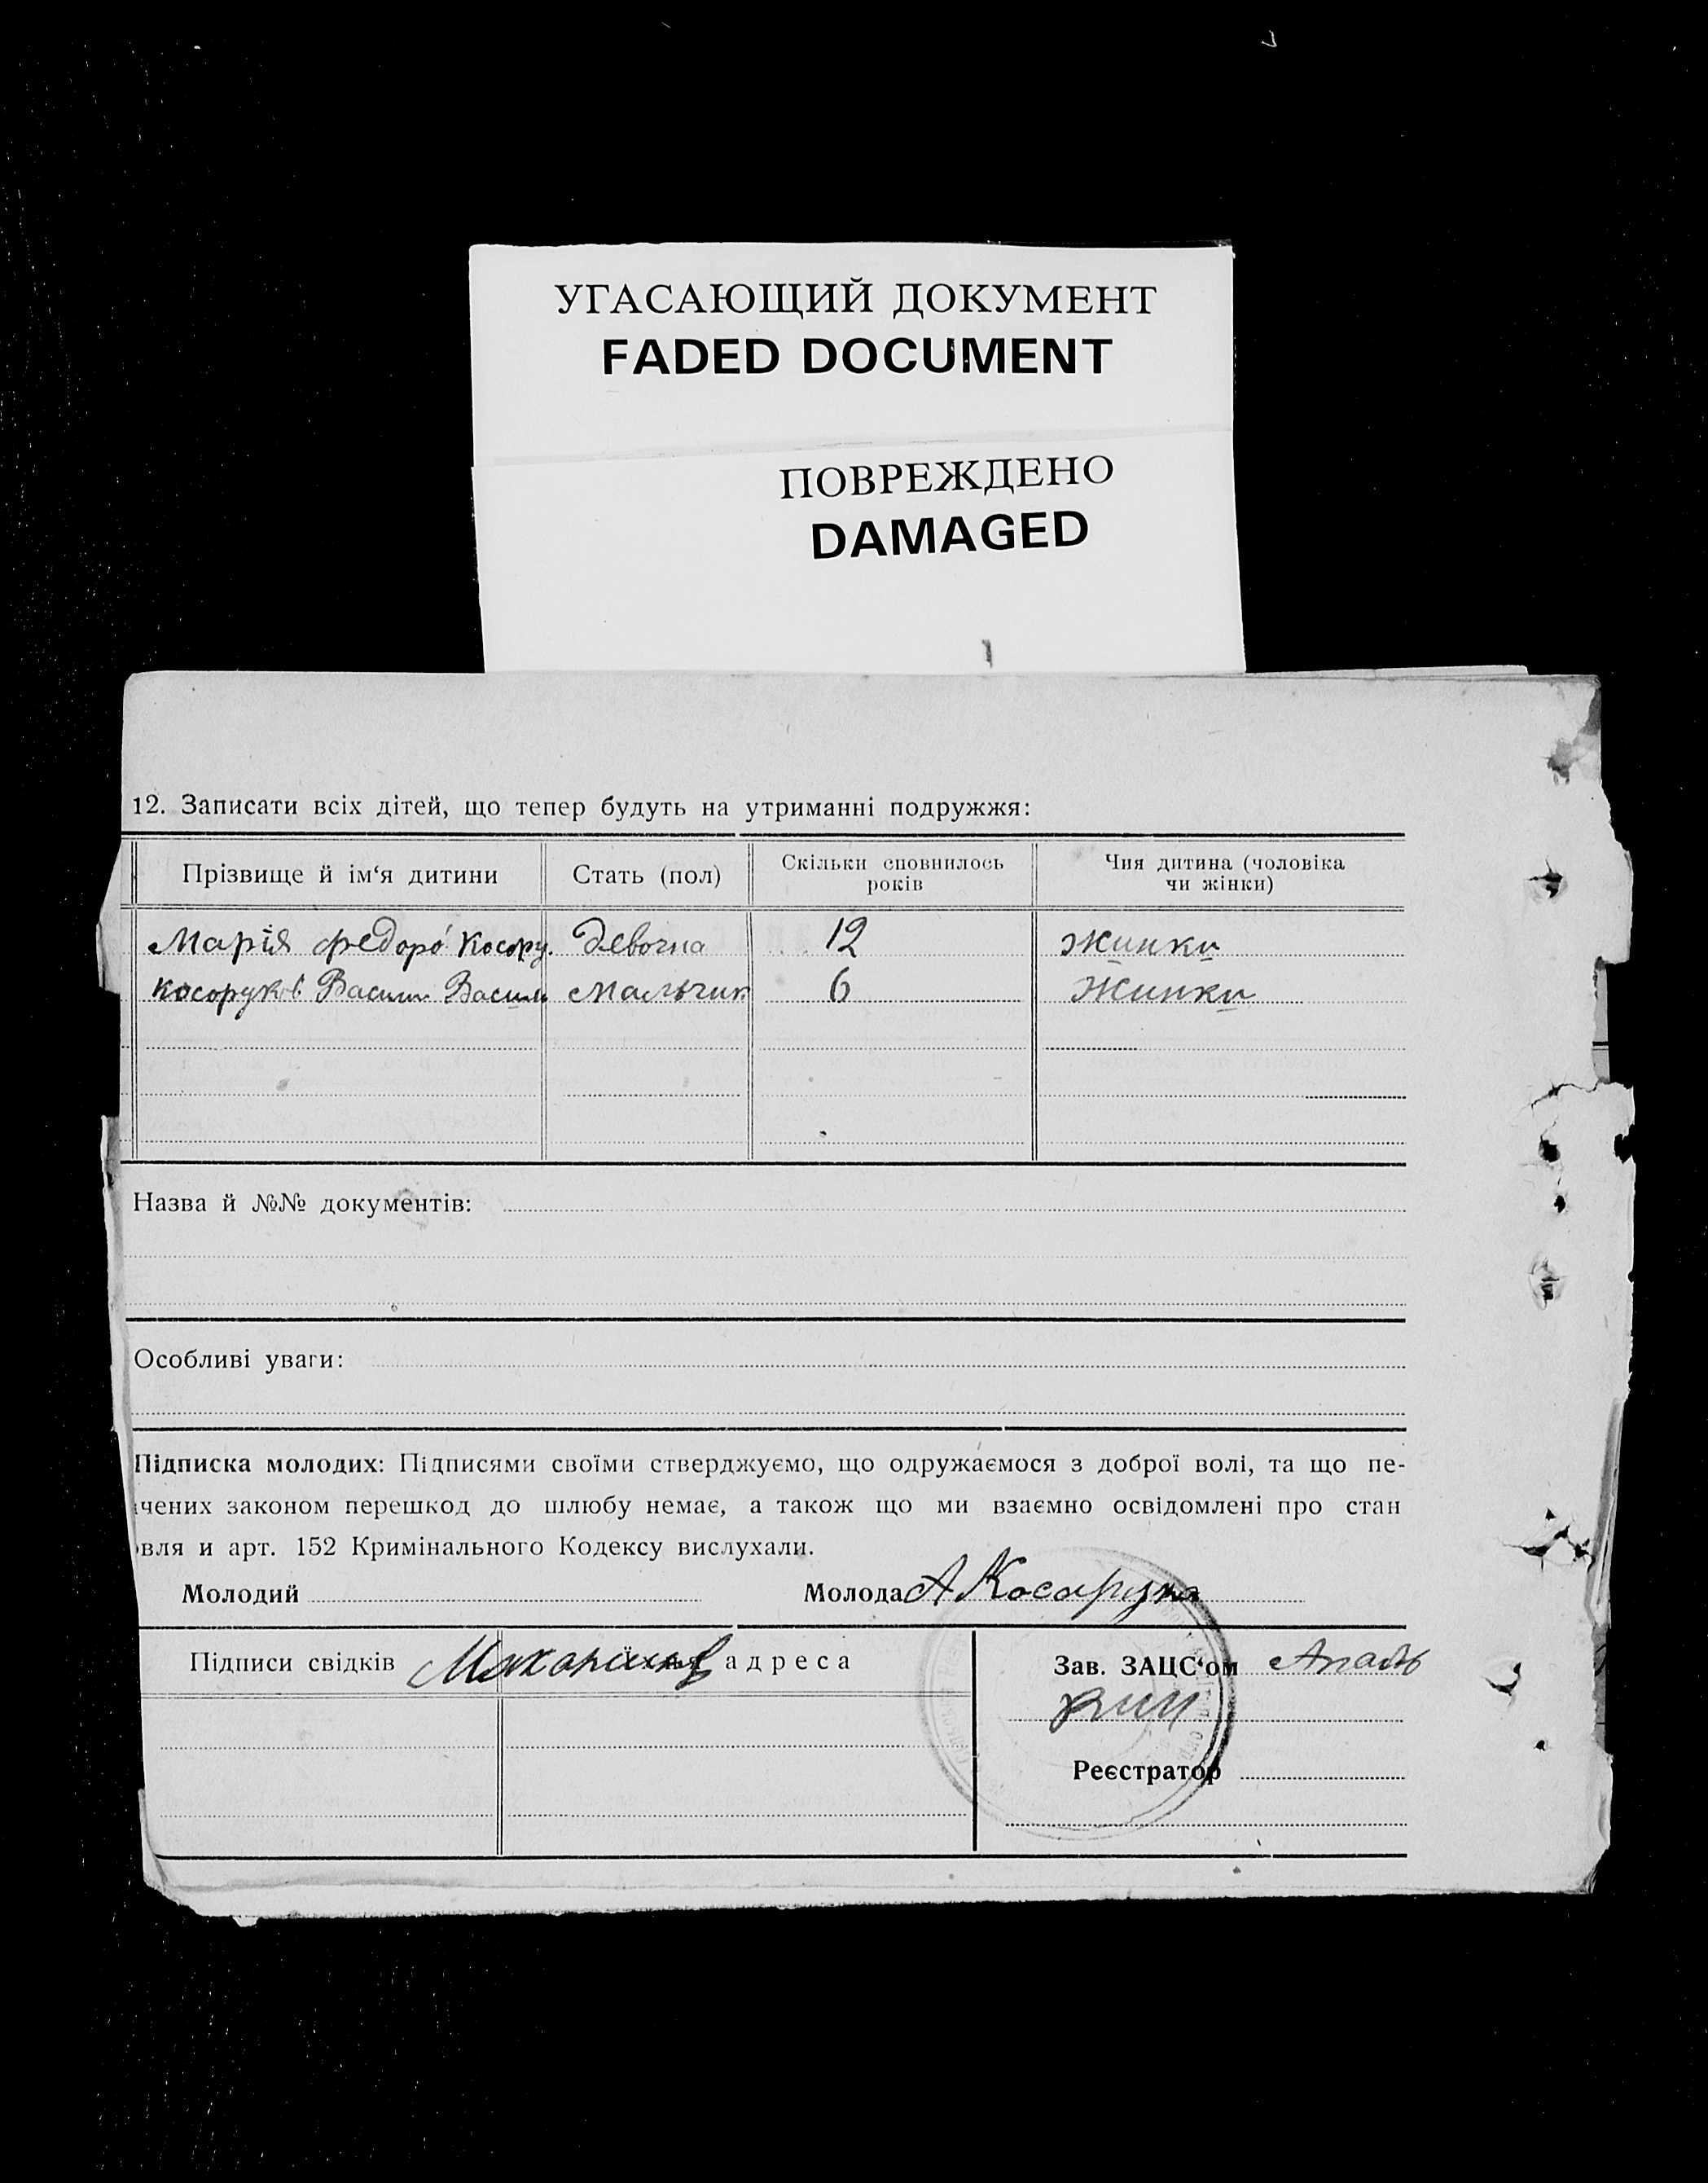 УГАСАЮЩИЙ ДОКУМЕНТ
FADED DOCUMENT
ПОВРЕЖДЕНО
DAMAGED
12. Записати всіх дітей, що тепер будуть на утриманні подружжя:
Прізвище й ім‘я дитини Стать (пол) Скільки сповнилось років Чия дитина (чоловіка чи жінки)
Марія Федоро Косору. девочка 12 жинки
Косоруков Васили Васили мальчик 6 жинки
Назва й №№ документів:
Особливі уваги:
Підписка молодих: Підписями своїми стверджуємо, що одружаємося з доброї волі, та що пе-
чених законом перешкод до шлюбу немає, а також що ми взаємно освідомлені про стан
вля и арт. 152 Кримінального Кодексу вислухали.
Молодий Молода А Косарука
Підписи свідків адреса Зав. ЗАЦС‘ом
Реєстратор